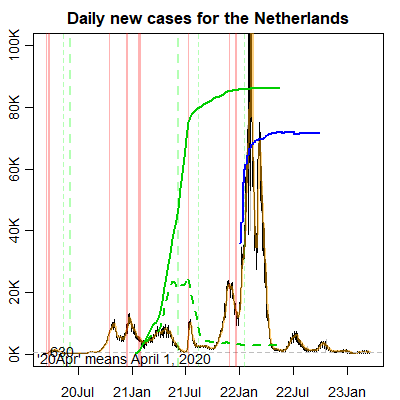 Daily new cases for the Netherlands
100K
80K
60K
40K
20K
0K
630
'20Apr' means April 1, 2020
20Jul 21Jan 21Jul 22Jan 22Jul 23Jan